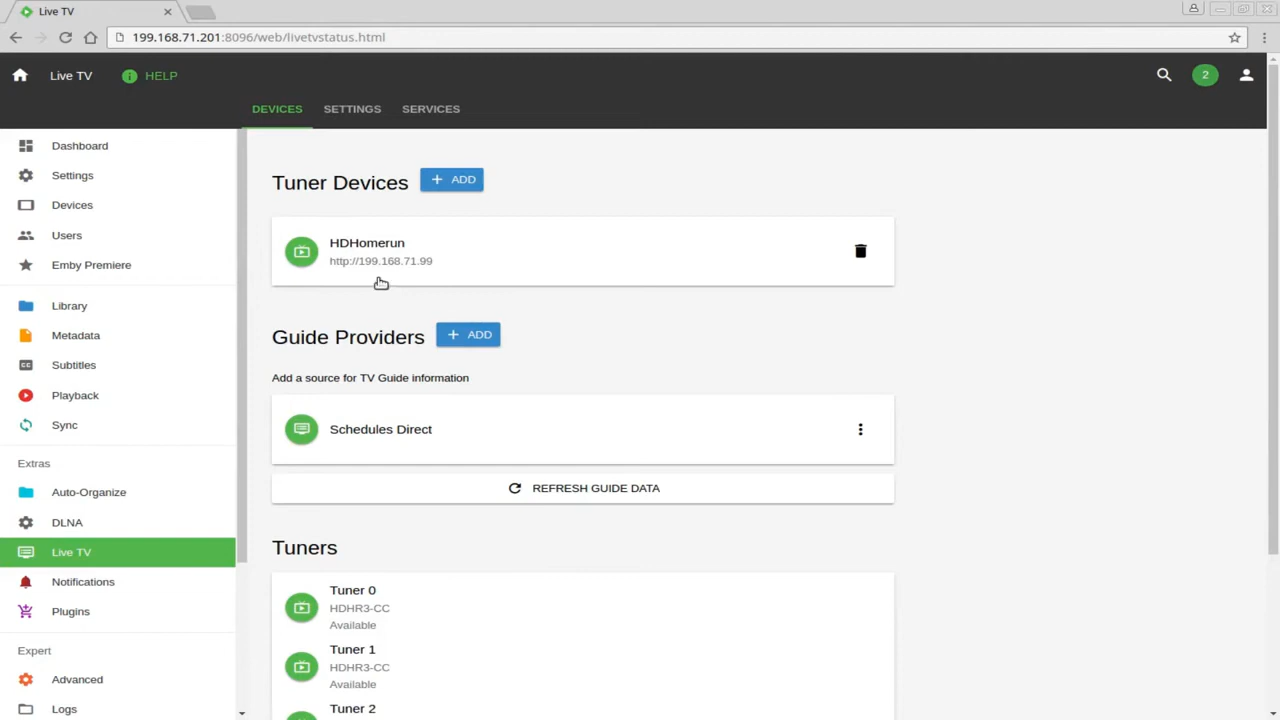 Live TV
199.168.71.201:8096/web/livetvstatus.html
Live TV
HELP
2
DEVICES
SETTINGS
SERVICES
Dashboard
Settings
Devices
Users
Emby Premiere
Library
Metadata
CC
Subtitles
Playback
Sync
Extras
Auto-Organize
DLNA
Live TV
Notifications
Plugins
Expert
Advanced
Logs
Tuner Devices
+ ADD
HDHomerun
http://199.168.71.99
Guide Providers
+ ADD
Add a source for TV Guide information
Schedules Direct
REFRESH GUIDE DATA
Tuners
Tuner 0
HDHR3-CC
Available
Tuner 1
HDHR3-CC
Available
Tuner 2